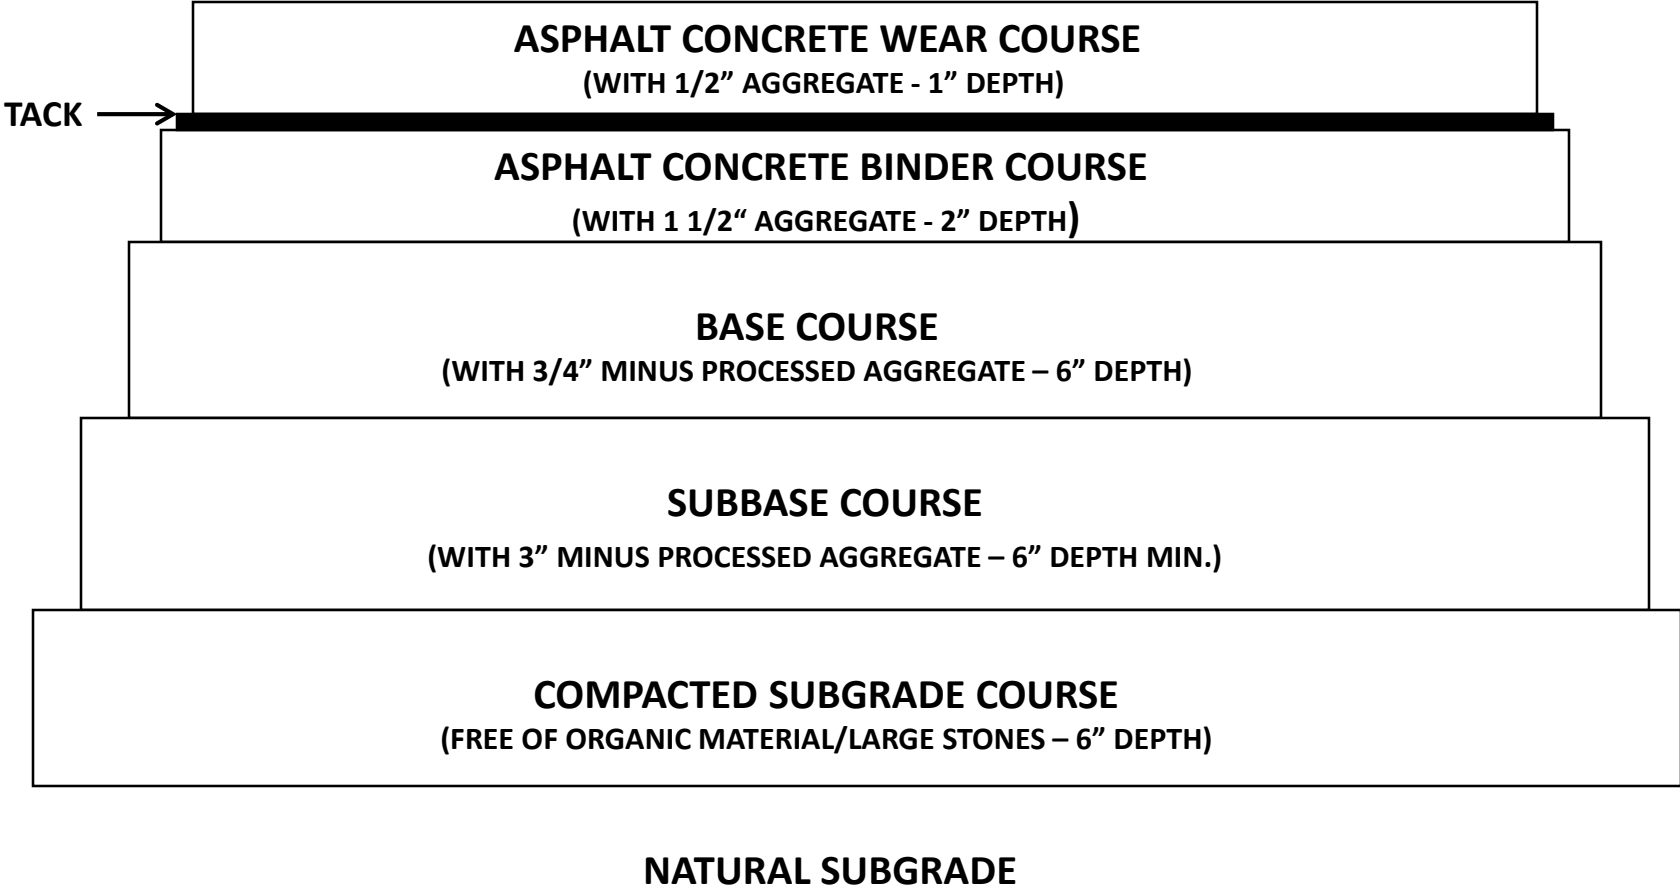 ASPHALT CONCRETE WEAR COURSE
(WITH 1/2” AGGREGATE - 1” DEPTH)
TACK
ASPHALT CONCRETE BINDER COURSE
(WITH 1 1/2“ AGGREGATE - 2” DEPTH)
BASE COURSE
(WITH 3/4” MINUS PROCESSED AGGREGATE – 6” DEPTH)
SUBBASE COURSE
(WITH 3” MINUS PROCESSED AGGREGATE – 6” DEPTH MIN.)
COMPACTED SUBGRADE COURSE
(FREE OF ORGANIC MATERIAL/LARGE STONES – 6” DEPTH)
NATURAL SUBGRADE